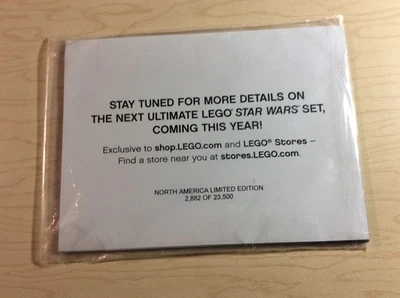 STAY TUNED FOR MORE DETAILS ON
THE NEXT ULTIMATE LEGO® STAR WARS™ SET,
COMING THIS YEAR!
Exclusive to shop.LEGO.com and LEGO® Stores –
Find a store near you at stores.LEGO.com.
NORTH AMERICA LIMITED EDITION
2,882 OF 23,500